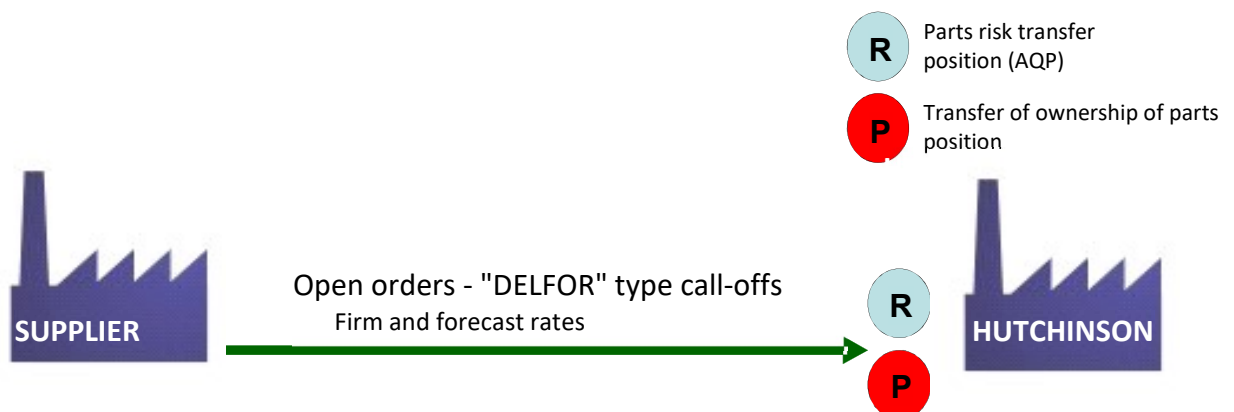 R
Parts risk transfer
position (AQP)
P
Transfer of ownership of parts
position
Open orders - "DELFOR" type call-offs
Firm and forecast rates
SUPPLIER
R
HUTCHINSON
P